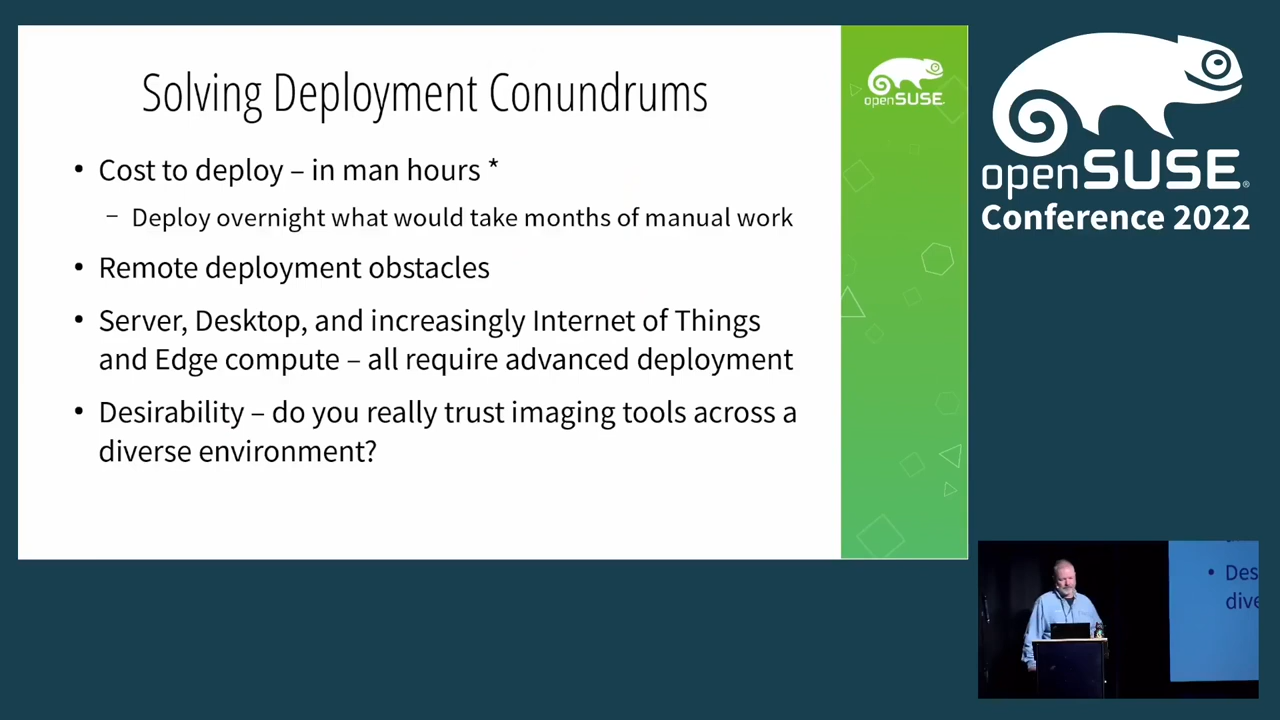 Solving Deployment Conundrums
• Cost to deploy – in man hours *
– Deploy overnight what would take months of manual work
• Remote deployment obstacles
• Server, Desktop, and increasingly Internet of Things
and Edge compute – all require advanced deployment
• Desirability – do you really trust imaging tools across a
diverse environment?
openSUSE
openSUSE®
Conference 2022
• Des
dive